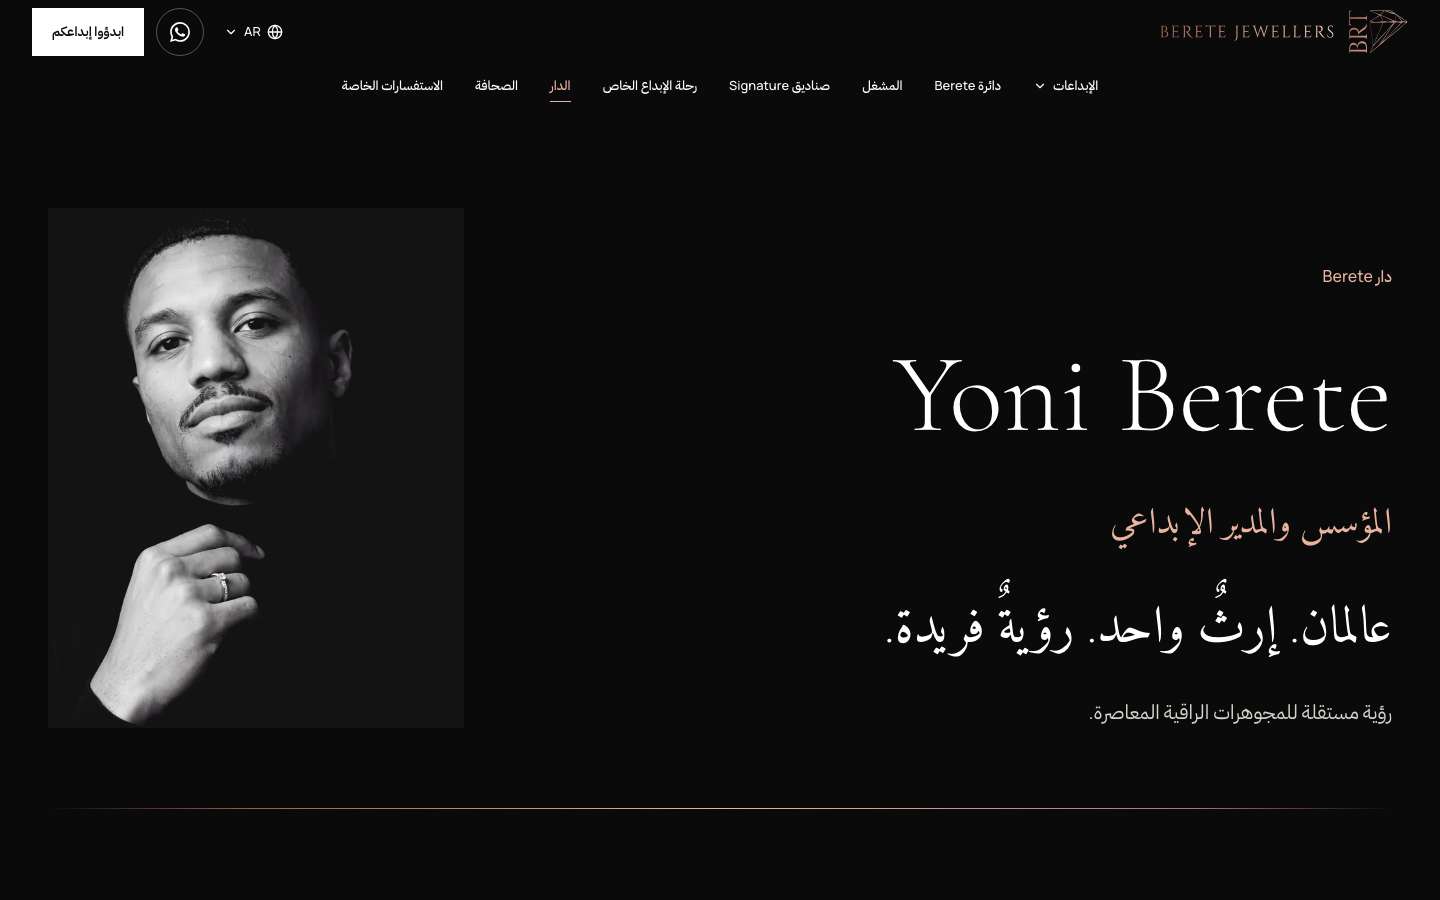 BRT
BERETE JEWELLERS
AR
ابدؤوا إبداعكم
الإبداعات
دائرة Berete
المشغل
صناديق Signature
رحلة الإبداع الخاص
الدار
الصحافة
الاستفسارات الخاصة
دار Berete
Yoni Berete
المؤسس والمدير الإبداعي
عالمان. إرثٌ واحد. رؤيةٌ فريدة.
رؤية مستقلة للمجوهرات الراقية المعاصرة.